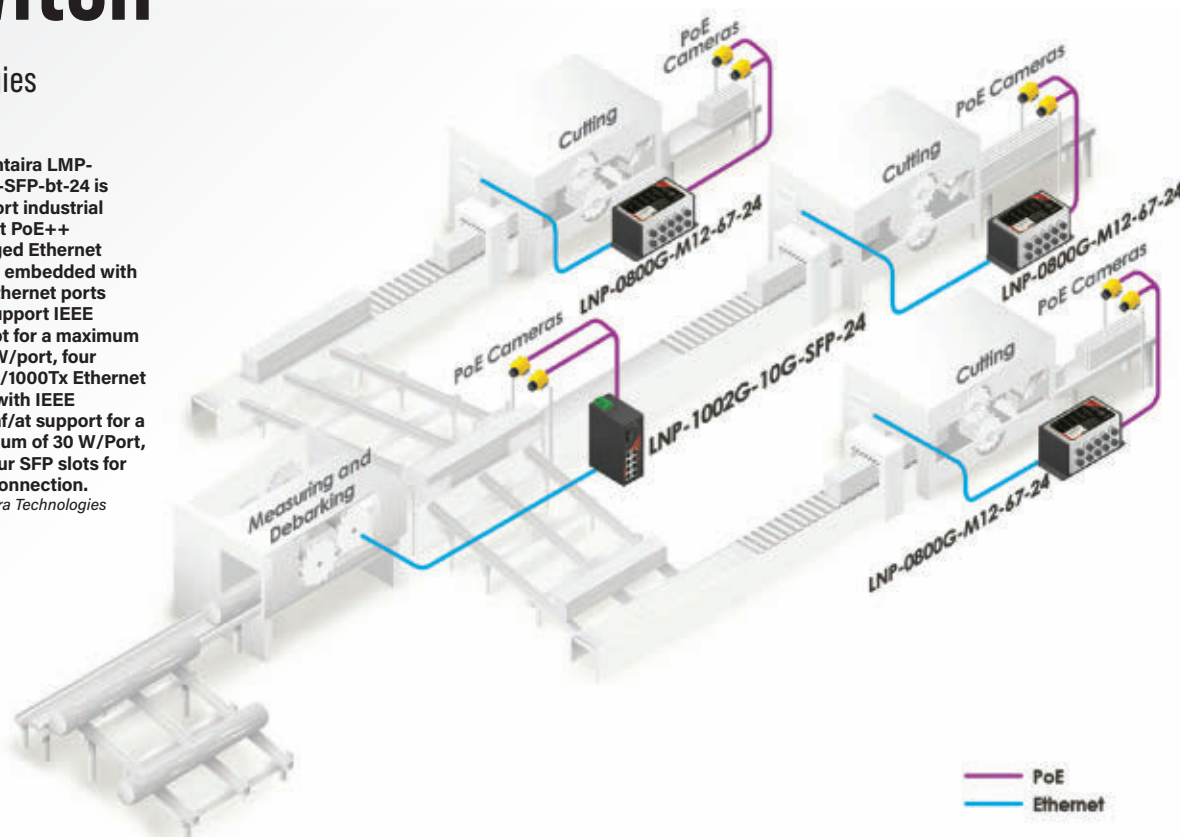 ies
ntaira LMP-
-SFP-bt-24 is
ort industrial
t PoE++
ged Ethernet
embedded with
thernet ports
upport IEEE
ot for a maximum
W/port, four
/1000Tx Ethernet
with IEEE
af/at support for a
um of 30 W/Port,
ur SFP slots for
onnection.
ra Technologies
PoE
Cameras
Cutting
LNP-0800G-M12-67-24
PoE Cameras
Cutting
LNP-0800G-M12-67-24
PoE Cameras
LNP-1002G-10G-SFP-24
PoE Cameras
Cutting
LNP-0800G-M12-67-24
Measuring and
Debarking
PoE
Ethernet